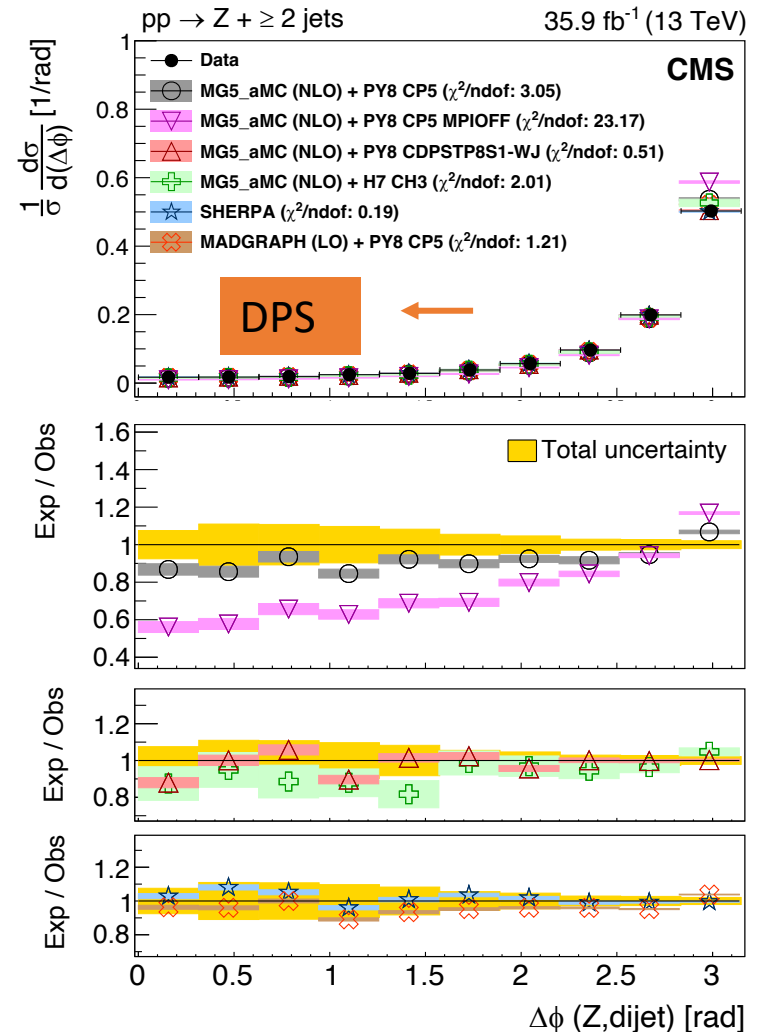 pp → Z + ≥ 2 jets
35.9 fb⁻¹ (13 TeV)
CMS
Data
MG5_aMC (NLO) + PY8 CP5 (χ²/ndof: 3.05)
MG5_aMC (NLO) + PY8 CP5 MPIOFF (χ²/ndof: 23.17)
MG5_aMC (NLO) + PY8 CDPSTP8S1-WJ (χ²/ndof: 0.51)
MG5_aMC (NLO) + H7 CH3 (χ²/ndof: 2.01)
SHERPA (χ²/ndof: 0.19)
MADGRAPH (LO) + PY8 CP5 (χ²/ndof: 1.21)
1/σ dσ/d(Δϕ) [1/rad]
1
0.8
0.6
0.4
0.2
0
DPS
Total uncertainty
Exp / Obs
1.6
1.4
1.2
1
0.8
0.6
0.4
Exp / Obs
1.2
1
0.8
Exp / Obs
1.2
1
0.8
0 0.5 1 1.5 2 2.5 3
Δϕ (Z,dijet) [rad]